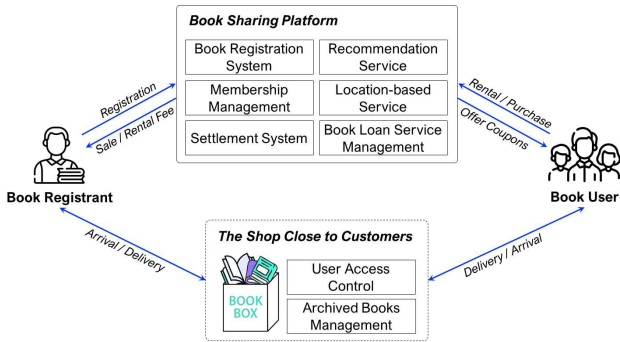 Book Sharing Platform
Book Registration
System
Recommendation
Service
Membership
Management
Location-based
Service
Settlement System
Book Loan Service
Management
Registration
Sale / Rental Fee
Rental / Purchase
Offer Coupons
Book Registrant
Book User
Arrival / Delivery
Delivery / Arrival
The Shop Close to Customers
BOOK
BOX
User Access
Control
Archived Books
Management